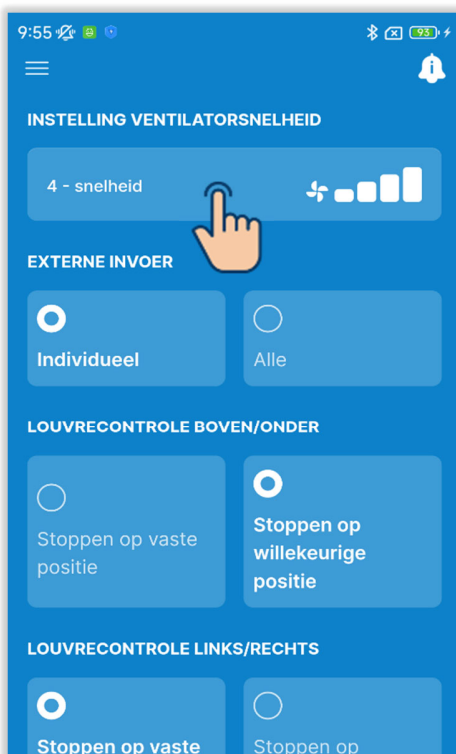 9:55
93
INSTELLING VENTILATORSNELHEID
4 - snelheid
EXTERNE INVOER
Individueel
Alle
LOUVRECONTROLE BOVEN/ONDER
Stoppen op vaste
positie
Stoppen op
willekeurige
positie
LOUVRECONTROLE LINKS/RECHTS
Stoppen op vaste
Stoppen op